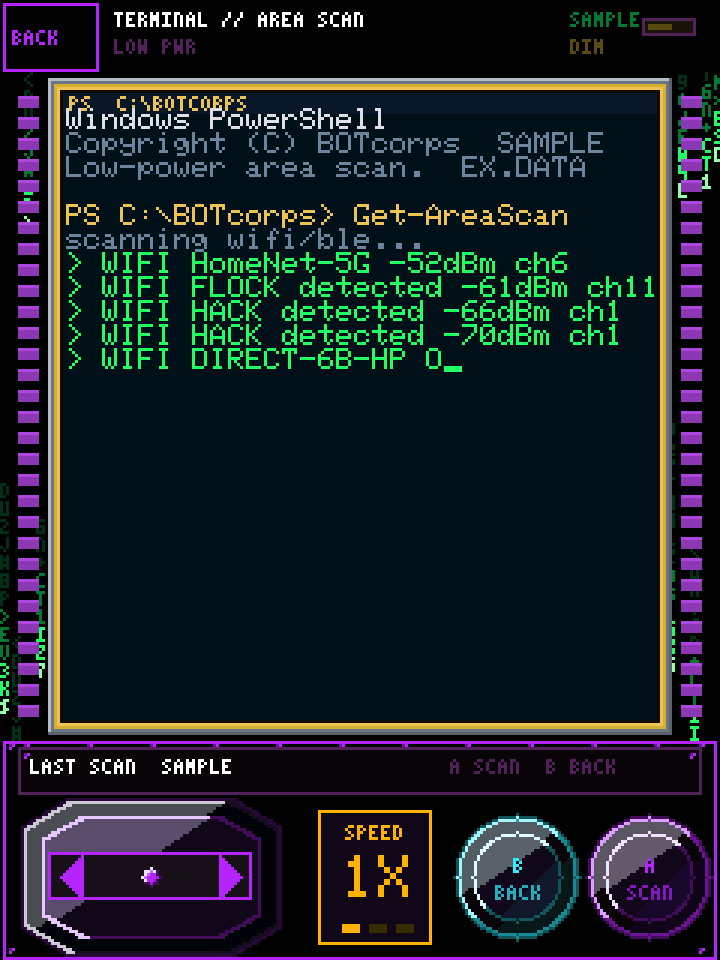 BACK
TERMINAL // AREA SCAN
LOW PWR
SAMPLE
DIM
PS C:\BOTCORPS
Windows PowerShell
Copyright (C) BOTcorps SAMPLE
Low-power area scan. EX.DATA
PS C:\BOTcorps> Get-AreaScan
scanning wifi/ble...
> WIFI HomeNet-5G -52dBm ch6
> WIFI FLOCK detected -61dBm ch11
> WIFI HACK detected -66dBm ch1
> WIFI HACK detected -70dBm ch1
> WIFI DIRECT-6B-HP O_
LAST SCAN SAMPLE
A SCAN B BACK
SPEED
1X
B
BACK
A
SCAN